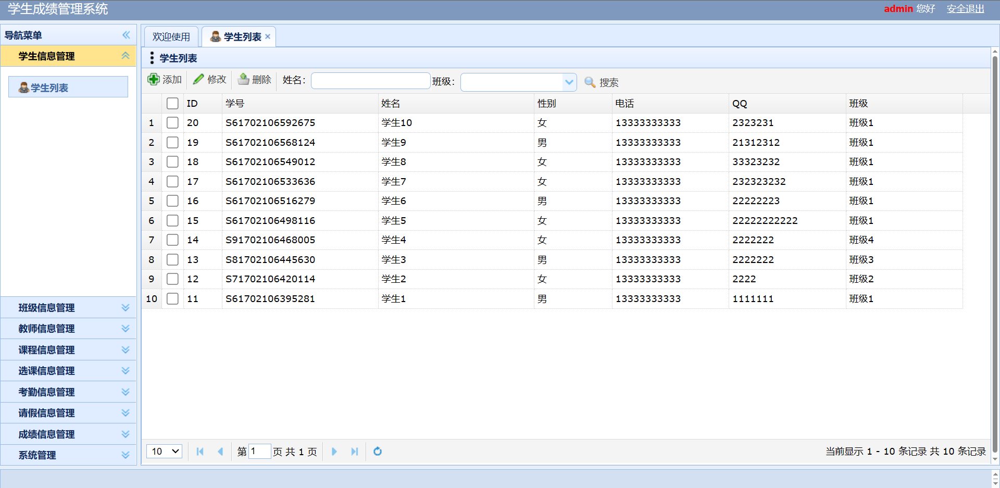 学生成绩管理系统
admin 您好 安全退出
导航菜单
学生信息管理
学生列表
班级信息管理
教师信息管理
课程信息管理
选课信息管理
考勤信息管理
请假信息管理
成绩信息管理
系统管理
欢迎使用 学生列表
学生列表
添加 修改 删除 姓名: 班级: 搜索
ID 学号 姓名 性别 电话 QQ 班级
1 20 S61702106592675 学生10 女 13333333333 2323231 班级1
2 19 S61702106568124 学生9 男 13333333333 21312312 班级1
3 18 S61702106549012 学生8 女 13333333333 33323232 班级1
4 17 S61702106533636 学生7 女 13333333333 232323232 班级1
5 16 S61702106516279 学生6 男 13333333333 22222223 班级1
6 15 S61702106498116 学生5 女 13333333333 22222222222 班级1
7 14 S91702106468005 学生4 女 13333333333 2222222 班级4
8 13 S81702106445630 学生3 男 13333333333 2222222 班级3
9 12 S71702106420114 学生2 女 13333333333 2222 班级2
10 11 S61702106395281 学生1 男 13333333333 1111111 班级1
10 第 1 页 共 1 页 当前显示 1 - 10 条记录 共 10 条记录